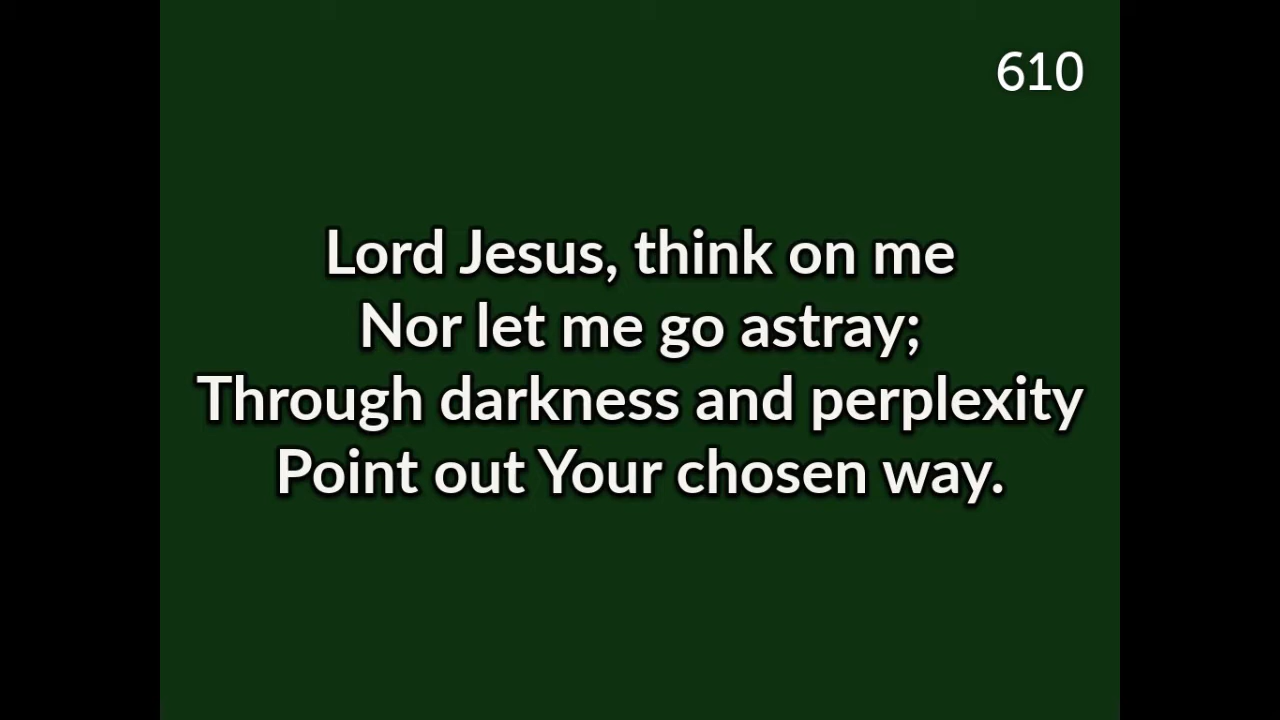 610
Lord Jesus, think on me
Nor let me go astray;
Through darkness and perplexity
Point out Your chosen way.